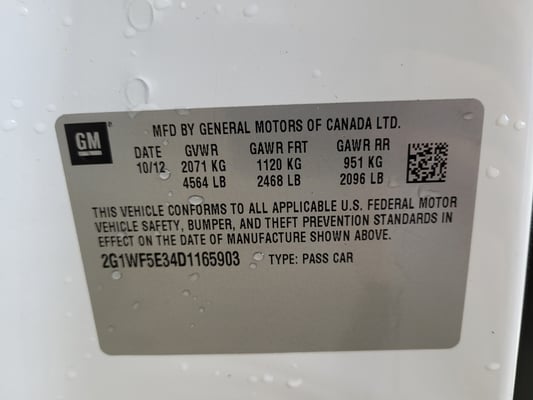 GM
MFD BY GENERAL MOTORS OF CANADA LTD.
DATE GVWR GAWR FRT GAWR RR
10/12 2071 KG 1120 KG 951 KG
4564 LB 2468 LB 2096 LB
THIS VEHICLE CONFORMS TO ALL APPLICABLE U.S. FEDERAL MOTOR
VEHICLE SAFETY, BUMPER, AND THEFT PREVENTION STANDARDS IN
EFFECT ON THE DATE OF MANUFACTURE SHOWN ABOVE.
2G1WF5E34D1165903 TYPE: PASS CAR